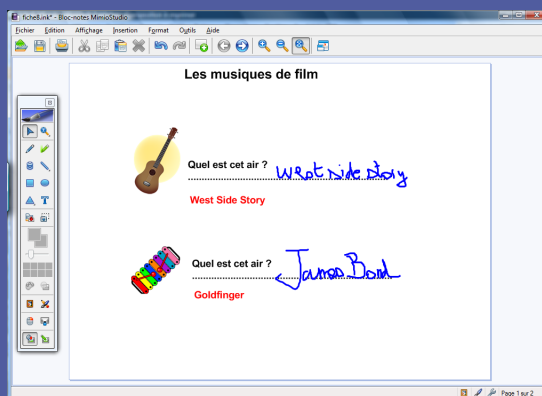 fiche8.ink* - Bloc-notes MimioStudio
Fichier Edition Affichage Insertion Format Outils Aide
Les musiques de film
Quel est cet air ? West side story
West Side Story
Quel est cet air ? James Bond
Goldfinger
Page 1 sur 2